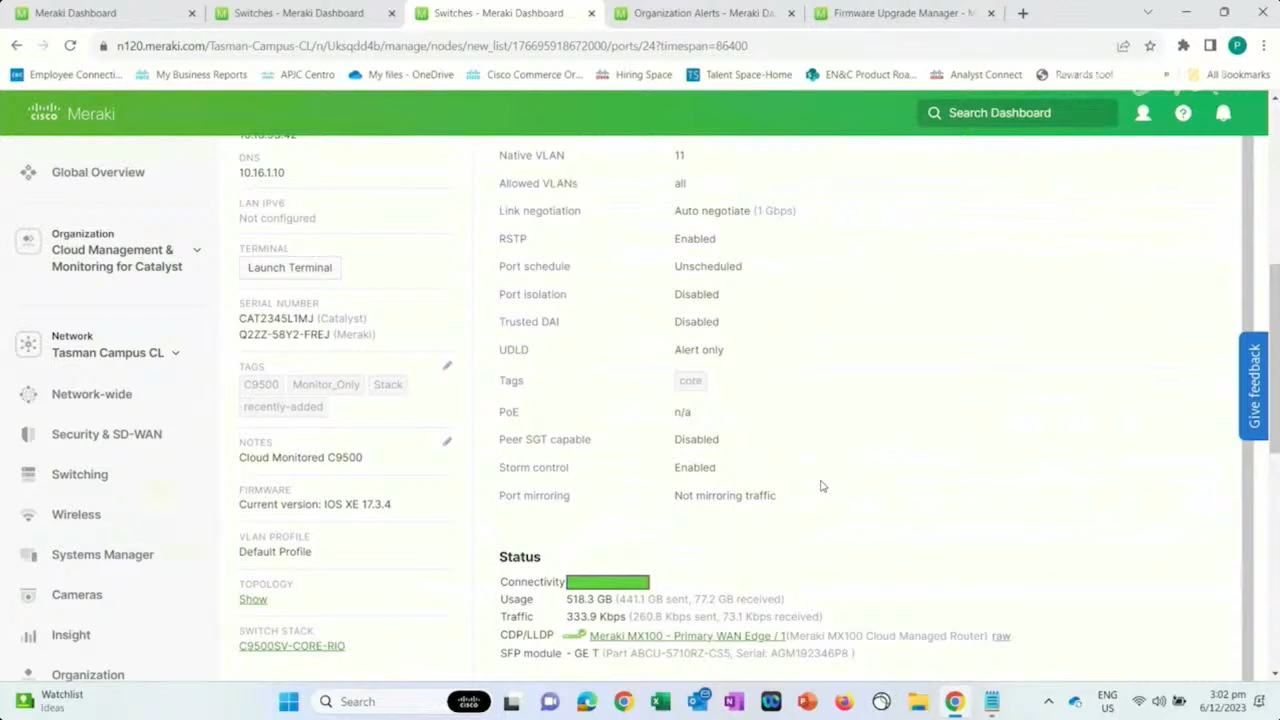 Meraki Dashboard
Switches - Meraki Dashboard
Switches - Meraki Dashboard
Organization Alerts - Meraki Da
Firmware Upgrade Manager - M
n120.meraki.com/Tasman-Campus-CL/n/Uksqdd4b/manage/nodes/new_list/176695918672000/ports/24?timespan=86400
P
Employee Connecti...
My Business Reports
APJC Centro
My files - OneDrive
Cisco Commerce Or...
Hiring Space
TS Talent Space-Home
EN&C Product Roa...
Analyst Connect
Rewards tool
»
All Bookmarks
cisco Meraki
Search Dashboard
Global Overview
Organization
Cloud Management &
Monitoring for Catalyst
Network
Tasman Campus CL
Network-wide
Security & SD-WAN
Switching
Wireless
Systems Manager
Cameras
Insight
Organization
DNS
10.16.1.10
LAN IPV6
Not configured
TERMINAL
Launch Terminal
SERIAL NUMBER
CAT2345L1MJ (Catalyst)
Q2ZZ-58Y2-FREJ (Meraki)
TAGS
C9500 Monitor_Only Stack
recently-added
NOTES
Cloud Monitored C9500
FIRMWARE
Current version: IOS XE 17.3.4
VLAN PROFILE
Default Profile
TOPOLOGY
Show
SWITCH STACK
C9500SV-CORE-RIO
Native VLAN 11
Allowed VLANs all
Link negotiation Auto negotiate (1 Gbps)
RSTP Enabled
Port schedule Unscheduled
Port isolation Disabled
Trusted DAI Disabled
UDLD Alert only
Tags core
PoE n/a
Peer SGT capable Disabled
Storm control Enabled
Port mirroring Not mirroring traffic
Status
Connectivity
Usage 518.3 GB (441.1 GB sent, 77.2 GB received)
Traffic 333.9 Kbps (260.8 Kbps sent, 73.1 Kbps received)
CDP/LLDP Meraki MX100 - Primary WAN Edge / 1(Meraki MX100 Cloud Managed Router) raw
SFP module - GE T (Part ABCU-5710RZ-CS5, Serial: AGM192346P8 )
Give feedback
Watchlist
Ideas
Search
cisco
ENG
US
3:02 pm
6/12/2023